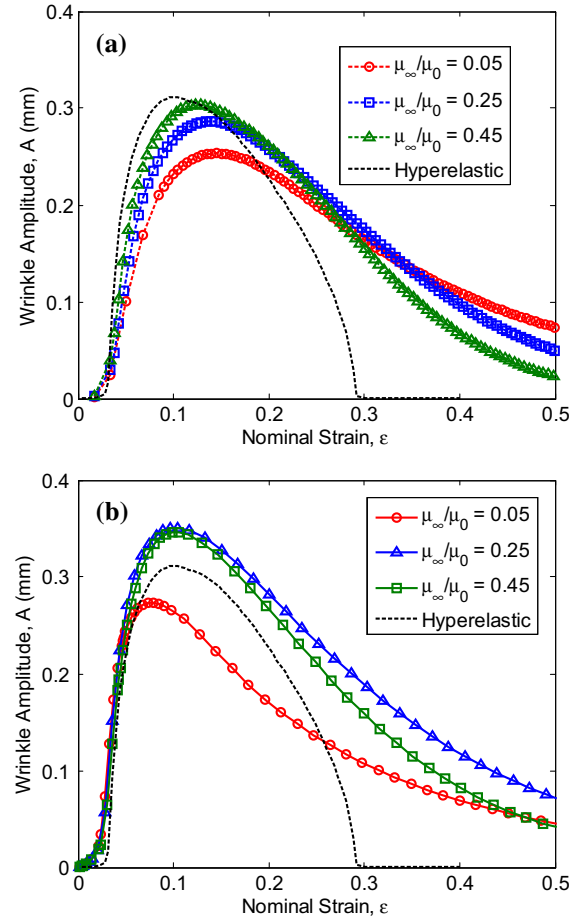 (a)
μ∞/μ0 = 0.05
μ∞/μ0 = 0.25
μ∞/μ0 = 0.45
Hyperelastic
Wrinkle Amplitude, A (mm)
0.4
0.3
0.2
0.1
0
0 0.1 0.2 0.3 0.4 0.5
Nominal Strain, ε
(b)
μ∞/μ0 = 0.05
μ∞/μ0 = 0.25
μ∞/μ0 = 0.45
Hyperelastic
Wrinkle Amplitude, A (mm)
0.4
0.3
0.2
0.1
0
0 0.1 0.2 0.3 0.4 0.5
Nominal Strain, ε